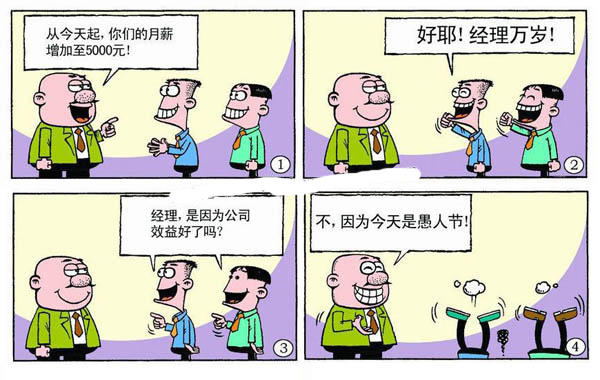 从今天起，你们的月薪
增加至5000元！
①
好耶！经理万岁！
②
经理，是因为公司
效益好了吗？
③
不，因为今天是愚人节！
④